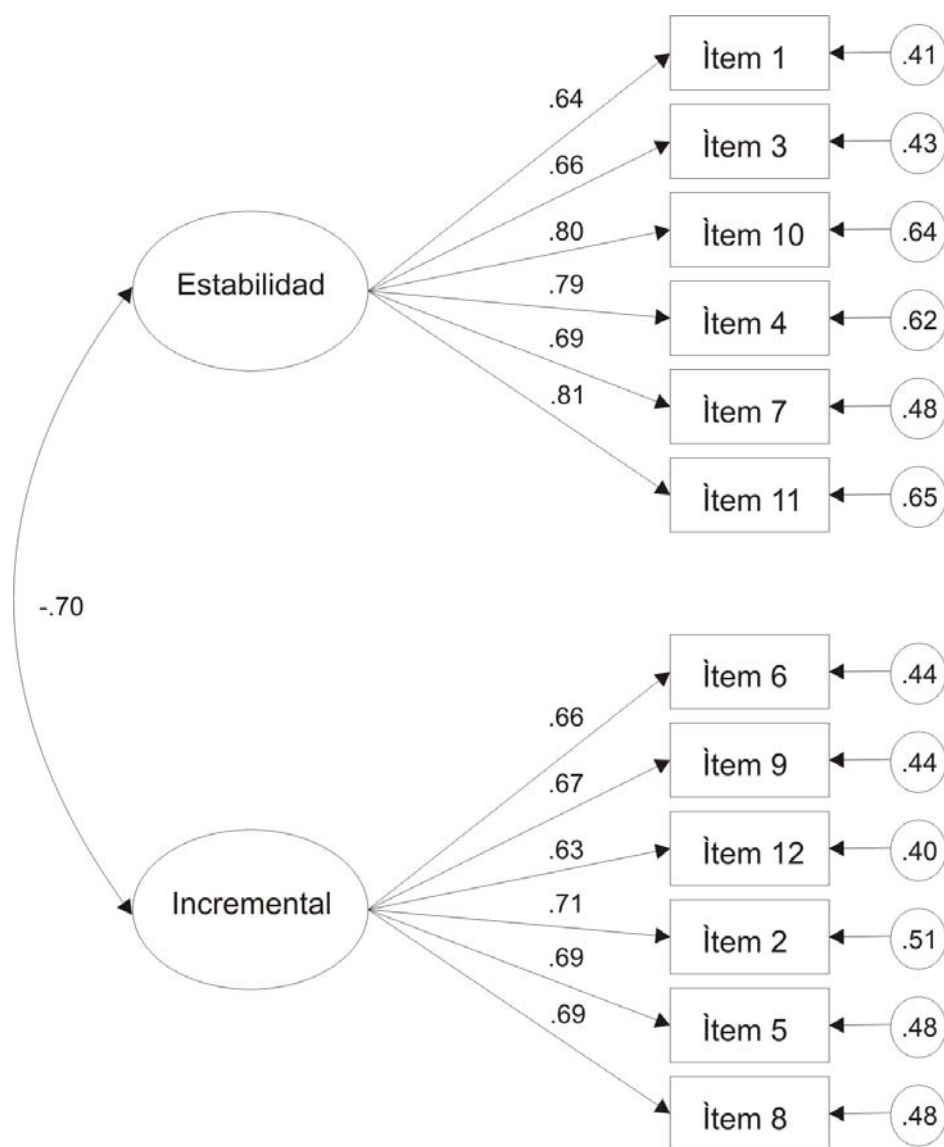 Ìtem 1
.41
.64
Ìtem 3
.43
.66
Ìtem 10
.64
.80
Estabilidad
Ìtem 4
.62
.79
Ìtem 7
.48
.69
Ìtem 11
.65
.81
-.70
Ìtem 6
.44
.66
Ìtem 9
.44
.67
Ìtem 12
.40
.63
Incremental
Ìtem 2
.51
.71
Ìtem 5
.48
.69
Ìtem 8
.48
.69